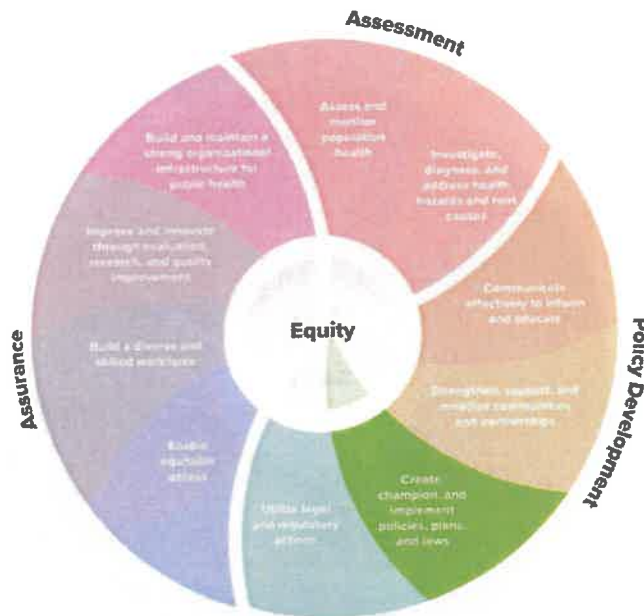 Assessment
Assess and
monitor
population
health
Investigate,
diagnose, and
address health
hazards and root
causes
Policy Development
Communicate
effectively to inform
and educate
Strengthen, support, and
mobilize communities
and partnerships
Create,
champion, and
implement
policies, plans,
and laws
Utilize legal
and regulatory
actions
Assurance
Enable
equitable
access
Build a diverse and
skilled workforce
Improve and innovate
through evaluation,
research, and quality
improvement
Build and maintain a
strong organizational
infrastructure for
public health
Equity